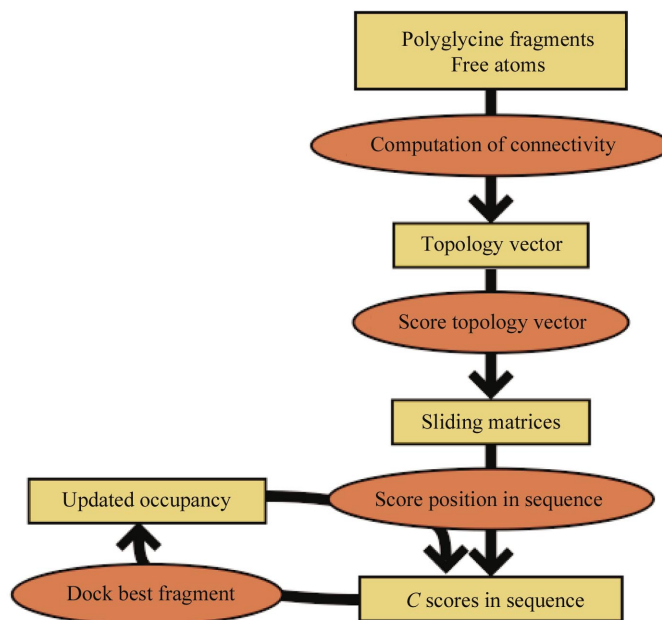 Polyglycine fragments
Free atoms
Computation of connectivity
Topology vector
Score topology vector
Sliding matrices
Updated occupancy
Score position in sequence
Dock best fragment
C scores in sequence